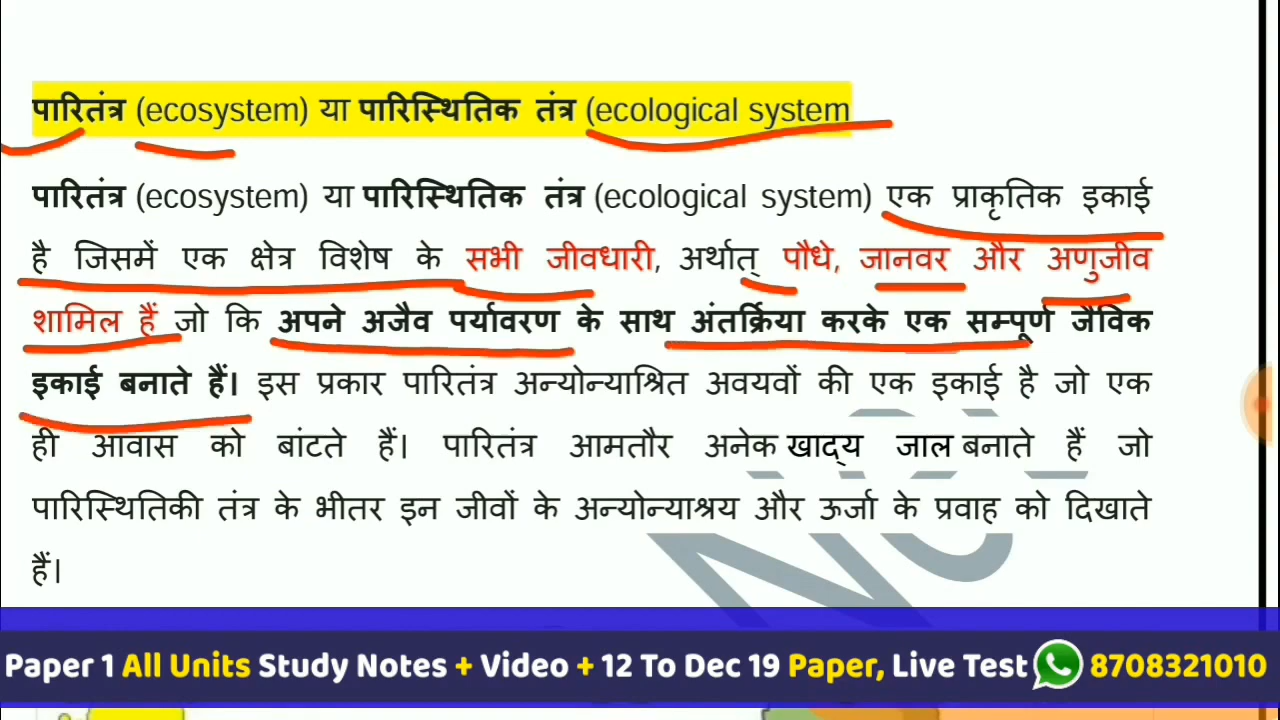 पारितंत्र (ecosystem) या पारिस्थितिक तंत्र (ecological system
पारितंत्र (ecosystem) या पारिस्थितिक तंत्र (ecological system) एक प्राकृतिक इकाई
है जिसमें एक क्षेत्र विशेष के सभी जीवधारी, अर्थात् पौधे, जानवर और अणुजीव
शामिल हैं जो कि अपने अजैव पर्यावरण के साथ अंतर्क्रिया करके एक सम्पूर्ण जैविक
इकाई बनाते हैं। इस प्रकार पारितंत्र अन्योन्याश्रित अवयवों की एक इकाई है जो एक
ही आवास को बांटते हैं। पारितंत्र आमतौर अनेक खाद्य जाल बनाते हैं जो
पारिस्थितिकी तंत्र के भीतर इन जीवों के अन्योन्याश्रय और ऊर्जा के प्रवाह को दिखाते
हैं।
Paper 1 All Units Study Notes + Video + 12 To Dec 19 Paper, Live Test 8708321010